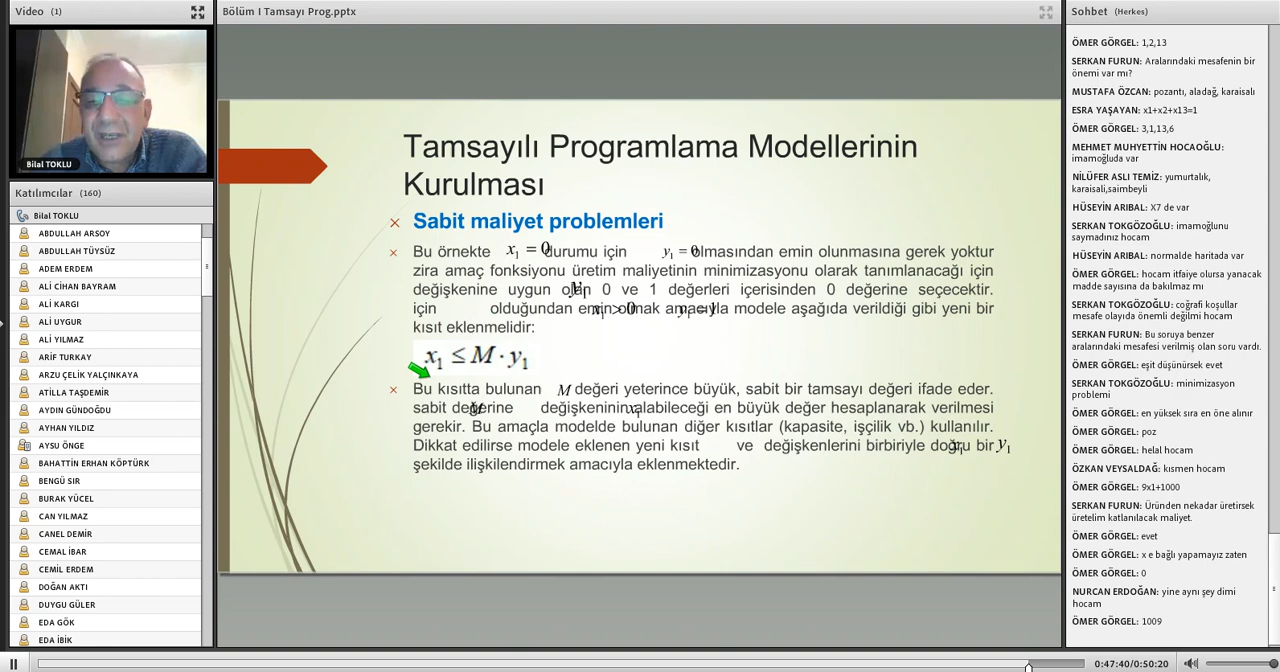 Video (1)
Bilal TOKLU
Katılımcılar (160)
Bilal TOKLU
ABDULLAH ARSOY
ABDULLAH TÜYSÜZ
ADEM ERDEM
ALİ CİHAN BAYRAM
ALİ KARGI
ALİ UYGUR
ALİ YILMAZ
ARİF TURKAY
ARZU ÇELİK YALÇINKAYA
ATİLLA TAŞDEMİR
AYDIN GÜNDOĞDU
AYHAN YILDIZ
AYSU ÖNGE
BAHATTİN ERHAN KÖPTÜRK
BENGÜ SIR
BURAK YÜCEL
CAN YILMAZ
CANEL DEMİR
CEMAL İBAR
CEMİL ERDEM
DOĞAN AKTI
DUYGU GÜLER
EDA GÖK
EDA İBİK
Bölüm I Tamsayı Prog.pptx
Tamsayılı Programlama Modellerinin
Kurulması
Sabit maliyet problemleri
Bu örnekte x₁ = 0 durumu için y₁ = 0 olmasından emin olunmasına gerek yoktur
zira amaç fonksiyonu üretim maliyetinin minimizasyonu olarak tanımlanacağı için
değişkenine uygun olan y₁ 0 ve 1 değerleri içerisinden 0 değerine seçecektir.
için olduğundan emin x₁ > 0 olmak amacıyla y₁ = 1 modele aşağıda verildiği gibi yeni bir
kısıt eklenmelidir:
x₁ ≤ M · y₁
Bu kısıtta bulunan M değeri yeterince büyük, sabit bir tamsayı değeri ifade eder.
sabit değerine M değişkeninin x₁ alabileceği en büyük değer hesaplanarak verilmesi
gerekir. Bu amaçla modelde bulunan diğer kısıtlar (kapasite, işçilik vb.) kullanılır.
Dikkat edilirse modele eklenen yeni kısıt ve değişkenlerini birbiriyle doğru x₁ bir y₁
şekilde ilişkilendirmek amacıyla eklenmektedir.
Sohbet (Herkes)
ÖMER GÖRGEL: 1,2,13
SERKAN FURUN: Aralarındaki mesafenin bir
önemi var mı?
MUSTAFA ÖZCAN: pozantı, aladağ, karaisalı
ESRA YAŞAYAN: x1+x2+x13=1
ÖMER GÖRGEL: 3,1,13,6
MEHMET MUHYETTİN HOCAOĞLU:
imamoğluda var
NİLÜFER ASLI TEMİZ: yumurtalık,
karaisali,saimbeyli
HÜSEYİN ARIBAL: X7 de var
SERKAN TOKGÖZOĞLU: imamoğlunu
saymadınız hocam
HÜSEYİN ARIBAL: normalde haritada var
ÖMER GÖRGEL: hocam itfaiye olursa yanacak
madde sayısına da bakılmaz mı
SERKAN TOKGÖZOĞLU: coğrafi koşullar
mesafe olayıda önemli değilmi hocam
SERKAN FURUN: Bu soruya benzer
aralarındaki mesafesi verilmiş olan soru vardı.
ÖMER GÖRGEL: eşit düşünürsek evet
SERKAN TOKGÖZOĞLU: minimizasyon
problemi
ÖMER GÖRGEL: en yüksek sıra en öne alınır
ÖMER GÖRGEL: poz
ÖMER GÖRGEL: helal hocam
ÖZKAN VEYSALDAĞ: kısmen hocam
ÖMER GÖRGEL: 9x1+1000
SERKAN FURUN: Üründen nekadar üretirsek
üretelim katlanılacak maliyet.
ÖMER GÖRGEL: evet
ÖMER GÖRGEL: x e bağlı yapamayız zaten
ÖMER GÖRGEL: 0
NURCAN ERDOĞAN: yine aynı şey dimi
hocam
ÖMER GÖRGEL: 1009
0:47:40/0:50:20